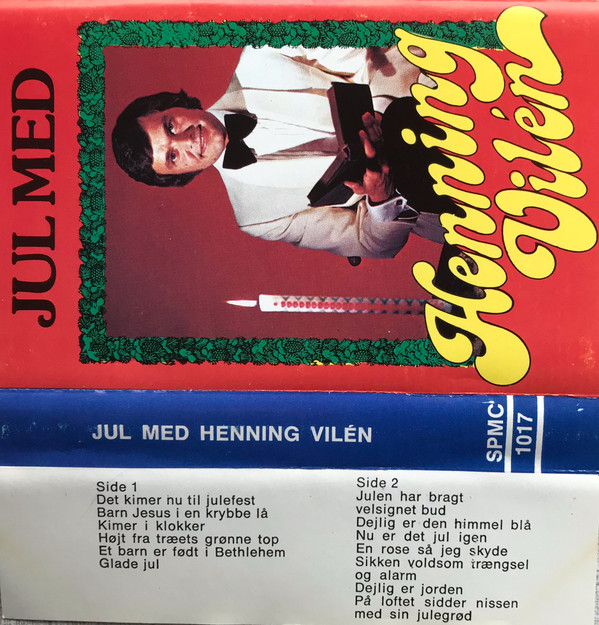 JUL MED
Henning
Vilén
JUL MED HENNING VILÉN
SPMC
1017
Side 1
Det kimer nu til julefest
Barn Jesus i en krybbe lå
Kimer i klokker
Højt fra træets grønne top
Et barn er født i Bethlehem
Glade jul
Side 2
Julen har bragt
velsignet bud
Dejlig er den himmel blå
Nu er det jul igen
En rose så jeg skyde
Sikken voldsom trængsel
og alarm
Dejlig er jorden
På loftet sidder nissen
med sin julegrød